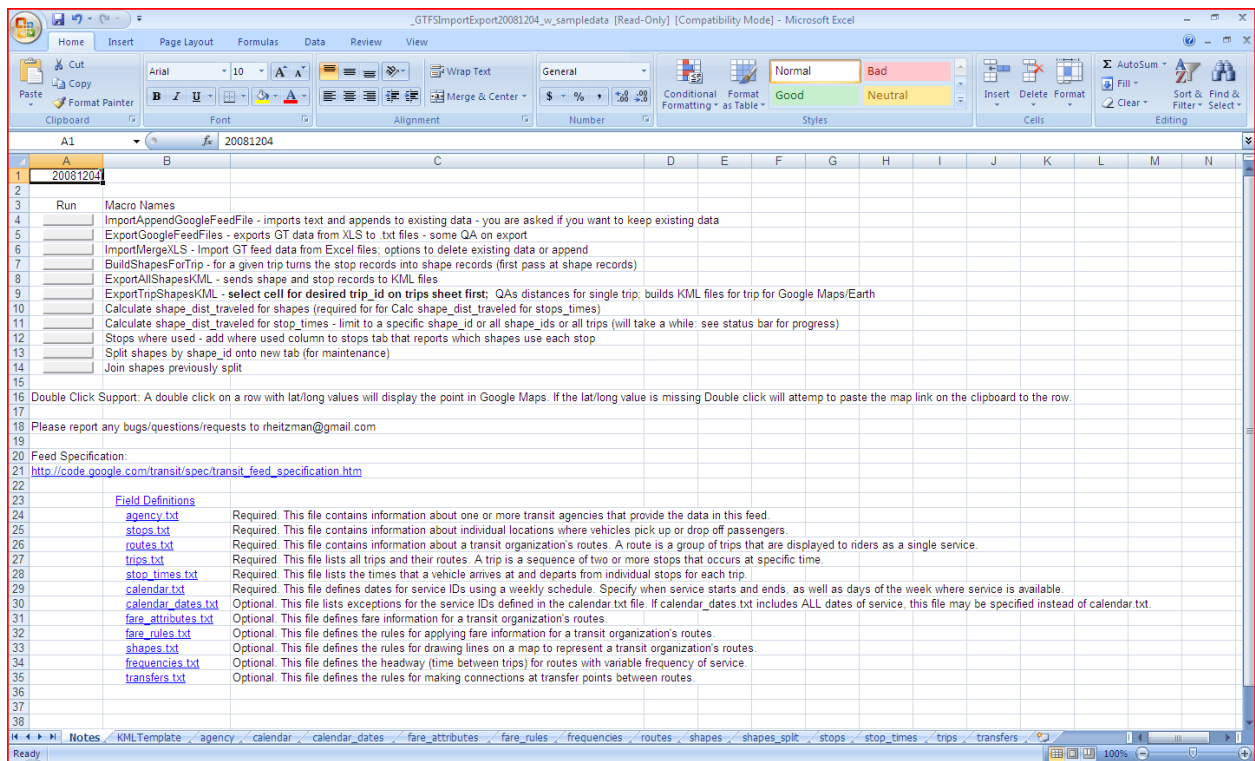 _GTFSImportExport20081204_w_sampledata [Read-Only] [Compatibility Mode] - Microsoft Excel
Home Insert Page Layout Formulas Data Review View
Paste Cut Copy Format Painter Clipboard
Arial 10 A A B I U A Font
Wrap Text Merge & Center Alignment
General $ % , .0 .00 .00 .0 Number
Conditional Formatting Format as Table Normal Bad Good Neutral Styles
Insert Delete Format Cells
Σ AutoSum Fill Clear Sort & Filter Find & Select Editing
A1 fx 20081204
A B C D E F G H I J K L M N
1 20081204
2
3 Run Macro Names
4 ImportAppendGoogleFeedFile - imports text and appends to existing data - you are asked if you want to keep existing data
5 ExportGoogleFeedFiles - exports GT data from XLS to .txt files - some QA on export
6 ImportMergeXLS - Import GT feed data from Excel files; options to delete existing data or append
7 BuildShapesForTrip - for a given trip turns the stop records into shape records (first pass at shape records)
8 ExportAllShapesKML - sends shape and stop records to KML files
9 ExportTripShapesKML - select cell for desired trip_id on trips sheet first; QAs distances for single trip; builds KML files for trip for Google Maps/Earth
10 Calculate shape_dist_traveled for shapes (required for for Calc shape_dist_traveled for stops_times)
11 Calculate shape_dist_traveled for stop_times - limit to a specific shape_id or all shape_ids or all trips (will take a while: see status bar for progress)
12 Stops where used - add where used column to stops tab that reports which shapes use each stop
13 Split shapes by shape_id onto new tab (for maintenance)
14 Join shapes previously split
15
16 Double Click Support: A double click on a row with lat/long values will display the point in Google Maps. If the lat/long value is missing Double click will attemp to paste the map link on the clipboard to the row.
17
18 Please report any bugs/questions/requests to rheitzman@gmail.com
19
20 Feed Specification:
21 http://code.google.com/transit/spec/transit_feed_specification.htm
22
23 Field Definitions
24 agency.txt Required. This file contains information about one or more transit agencies that provide the data in this feed.
25 stops.txt Required. This file contains information about individual locations where vehicles pick up or drop off passengers.
26 routes.txt Required. This file contains information about a transit organization's routes. A route is a group of trips that are displayed to riders as a single service.
27 trips.txt Required. This file lists all trips and their routes. A trip is a sequence of two or more stops that occurs at specific time.
28 stop_times.txt Required. This file lists the times that a vehicle arrives at and departs from individual stops for each trip.
29 calendar.txt Required. This file defines dates for service IDs using a weekly schedule. Specify when service starts and ends, as well as days of the week where service is available.
30 calendar_dates.txt Optional. This file lists exceptions for the service IDs defined in the calendar.txt file. If calendar_dates.txt includes ALL dates of service, this file may be specified instead of calendar.txt.
31 fare_attributes.txt Optional. This file defines fare information for a transit organization's routes.
32 fare_rules.txt Optional. This file defines the rules for applying fare information for a transit organization's routes.
33 shapes.txt Optional. This file defines the rules for drawing lines on a map to represent a transit organization's routes.
34 frequencies.txt Optional. This file defines the headway (time between trips) for routes with variable frequency of service.
35 transfers.txt Optional. This file defines the rules for making connections at transfer points between routes.
36
37
38
Notes KMLTemplate agency calendar calendar_dates fare_attributes fare_rules frequencies routes shapes shapes_split stops stop_times trips transfers
Ready 100%